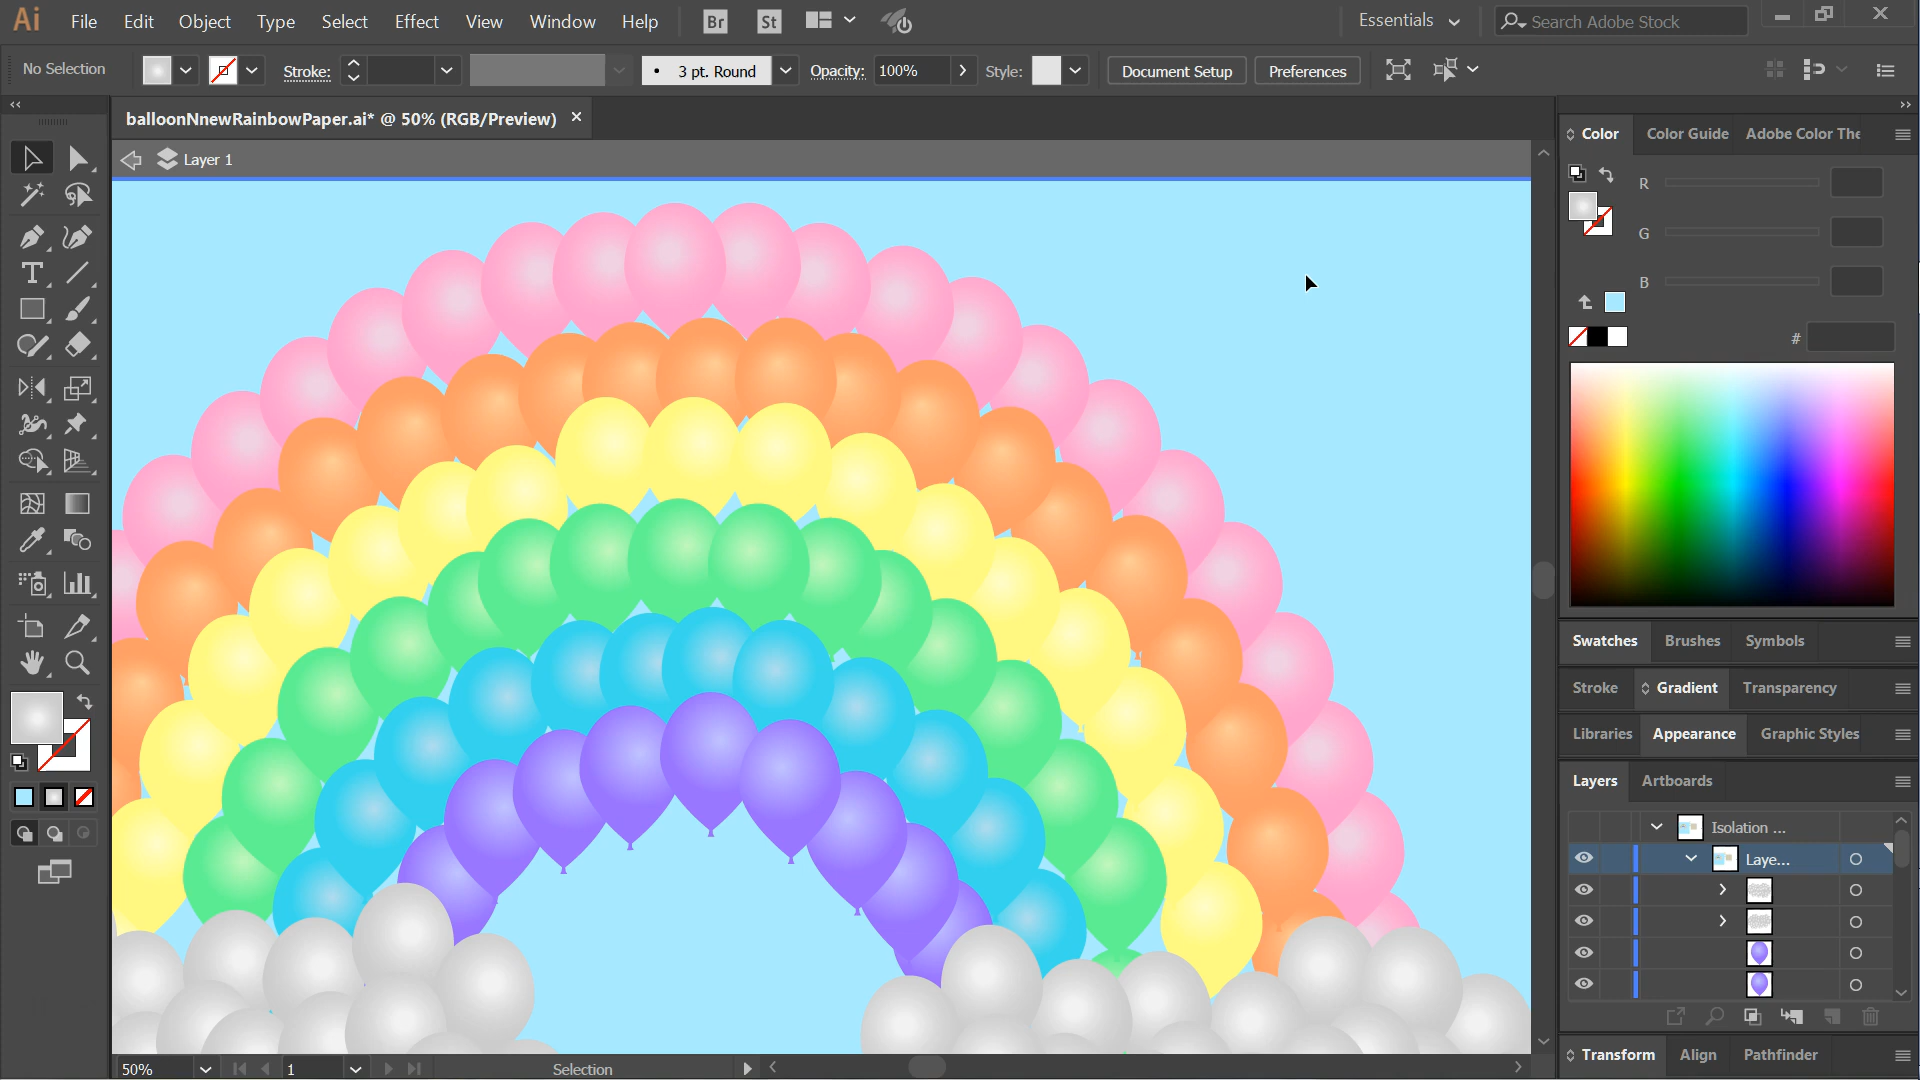 Ai File Edit Object Type Select Effect View Window Help Br St Essentials Search Adobe Stock
No Selection Stroke: 3 pt. Round Opacity: 100% Style: Document Setup Preferences
balloonNnewRainbowPaper.ai* @ 50% (RGB/Preview)
Layer 1
Color Color Guide Adobe Color The
R
G
B
#
Swatches Brushes Symbols
Stroke Gradient Transparency
Libraries Appearance Graphic Styles
Layers Artboards
Isolation ...
Laye...
Transform Align Pathfinder
50% 1 Selection